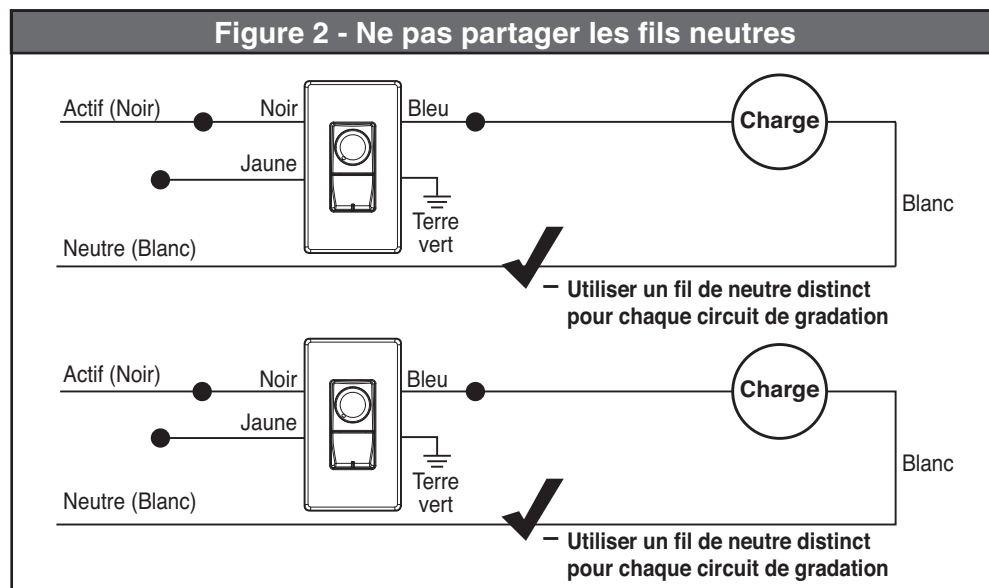 Figure 2 - Ne pas partager les fils neutres
Actif (Noir)
Noir
Bleu
Charge
Jaune
Terre
vert
Blanc
Neutre (Blanc)
– Utiliser un fil de neutre distinct
pour chaque circuit de gradation
Actif (Noir)
Noir
Bleu
Charge
Jaune
Terre
vert
Blanc
Neutre (Blanc)
– Utiliser un fil de neutre distinct
pour chaque circuit de gradation